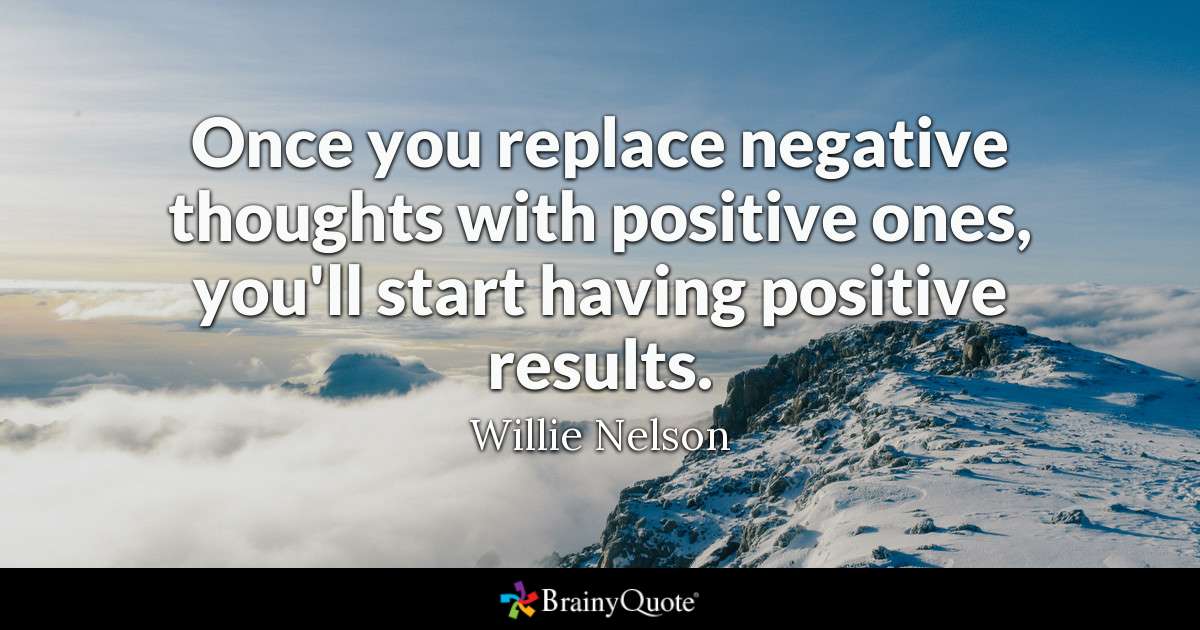 Once you replace negative
thoughts with positive ones,
you'll start having positive
results.
Willie Nelson
BrainyQuote®